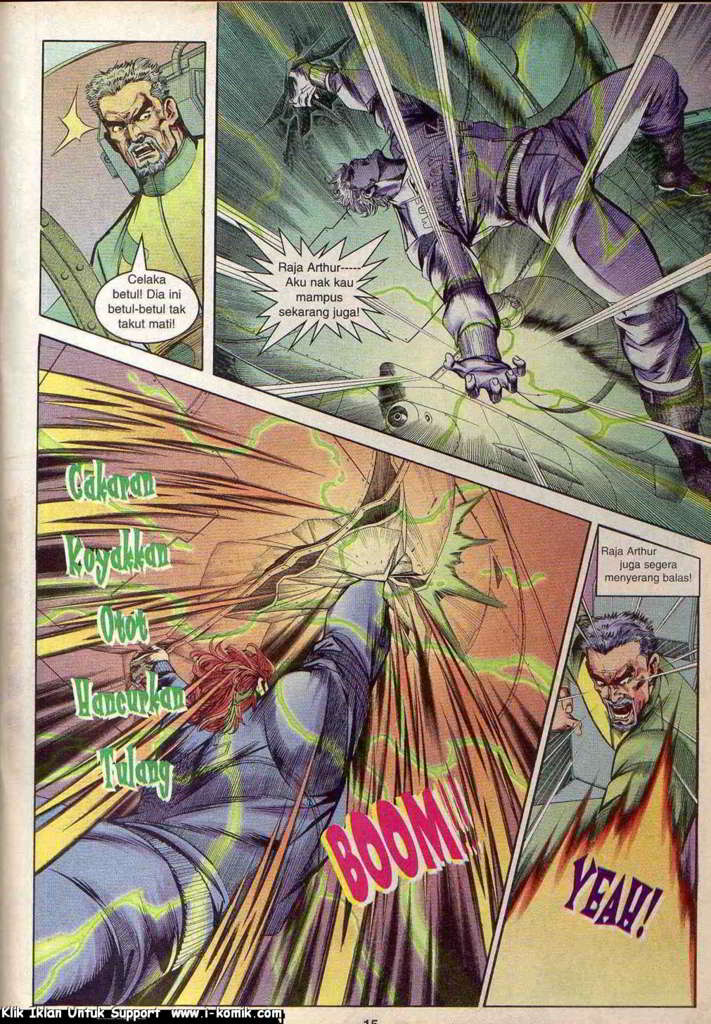 Celaka
betul! Dia ini
betul-betul tak
takut mati!
Raja Arthur-----
Aku nak kau
mampus
sekarang juga!
Cakaran
Koyakkan
Otot
Hancurkan
Tulang
BOOM!!
Raja Arthur
juga segera
menyerang balas!
YEAH!
Klik Iklan Untuk Support www.i-komik.com
15